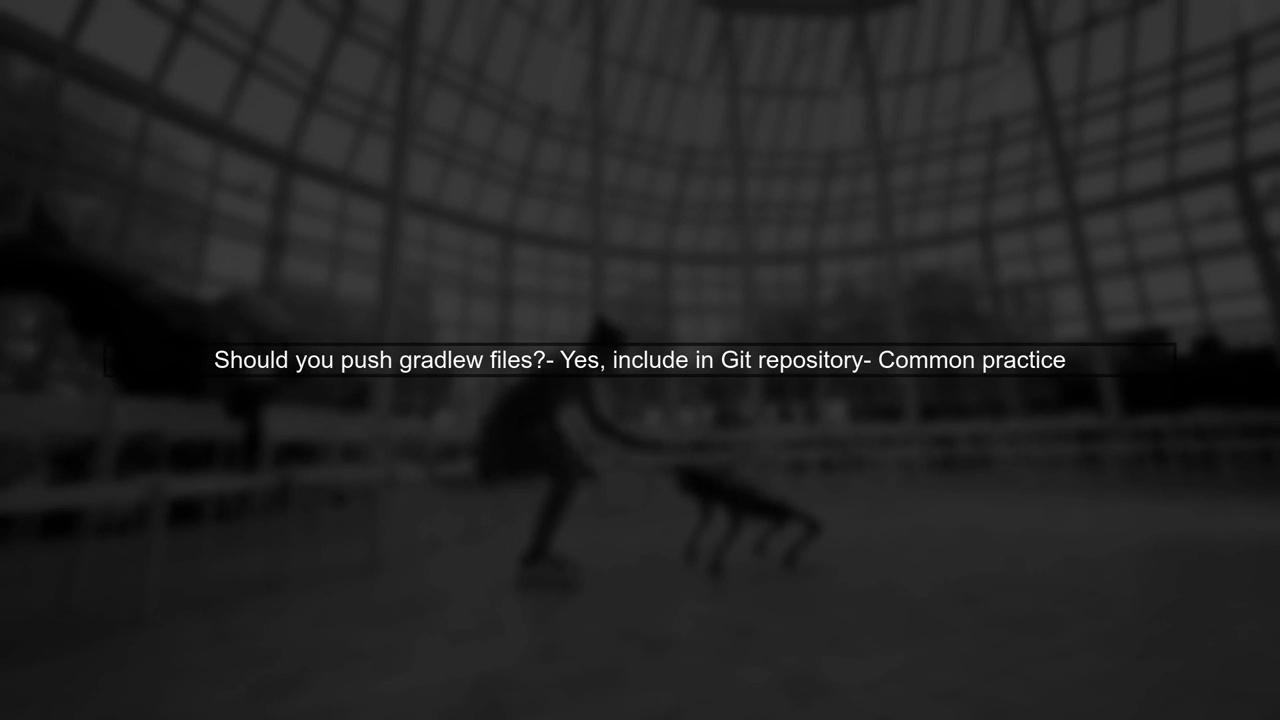 Should you push gradlew files?- Yes, include in Git repository- Common practice